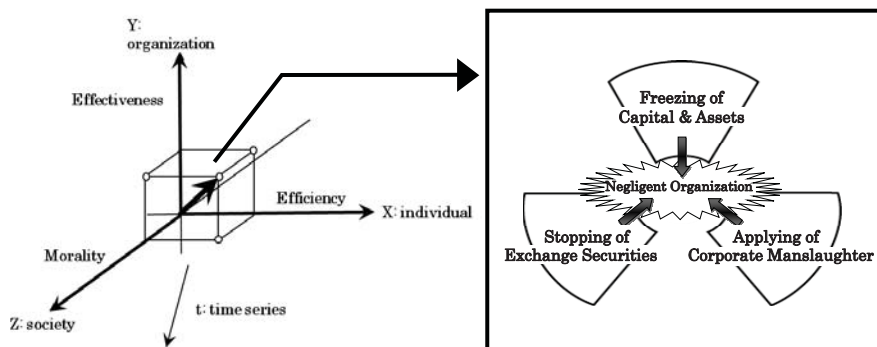 Y:
organization
Effectiveness
Efficiency
X: individual
Morality
Z: society
t: time series
Freezing of
Capital & Assets
Negligent Organization
Stopping of
Exchange Securities
Applying of
Corporate Manslaughter